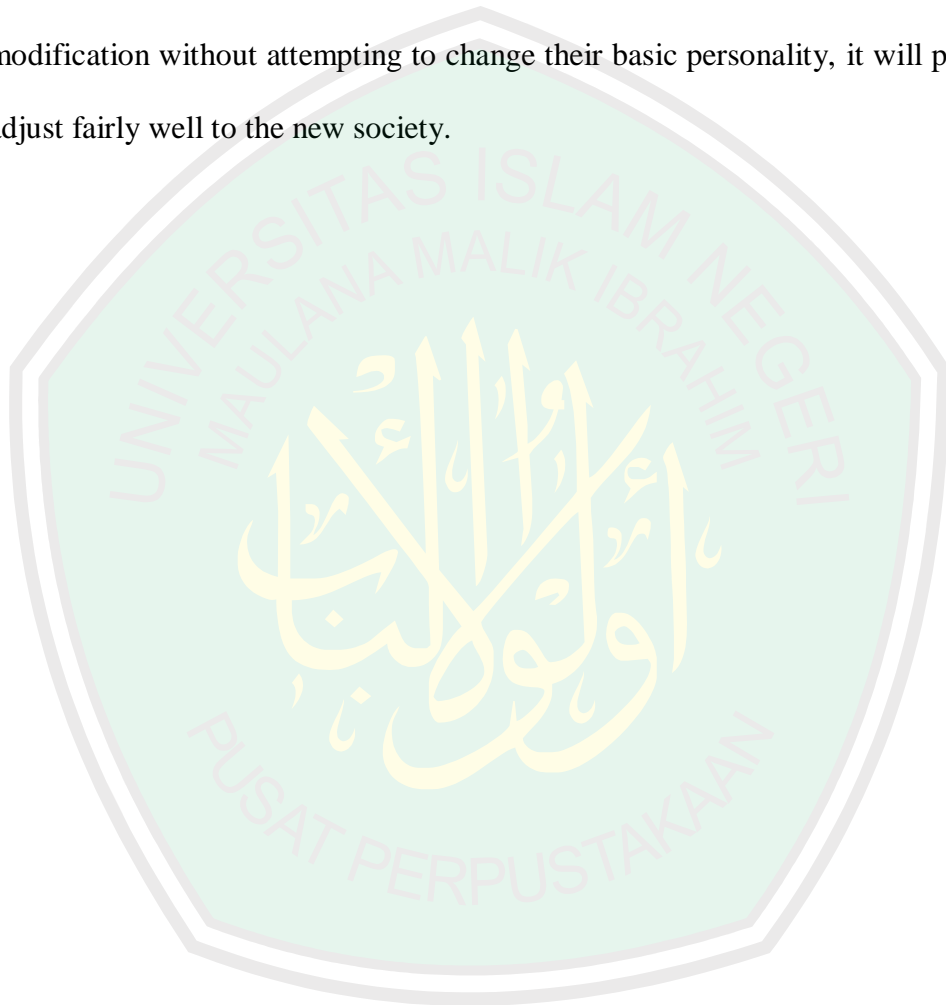 modification without attempting to change their basic personality, it will p
adjust fairly well to the new society.
UNIVERSITAS ISLAM NEGERI
MAULANA MALIK IBRAHIM
أولو الألباب
PUSAT PERPUSTAKAAN